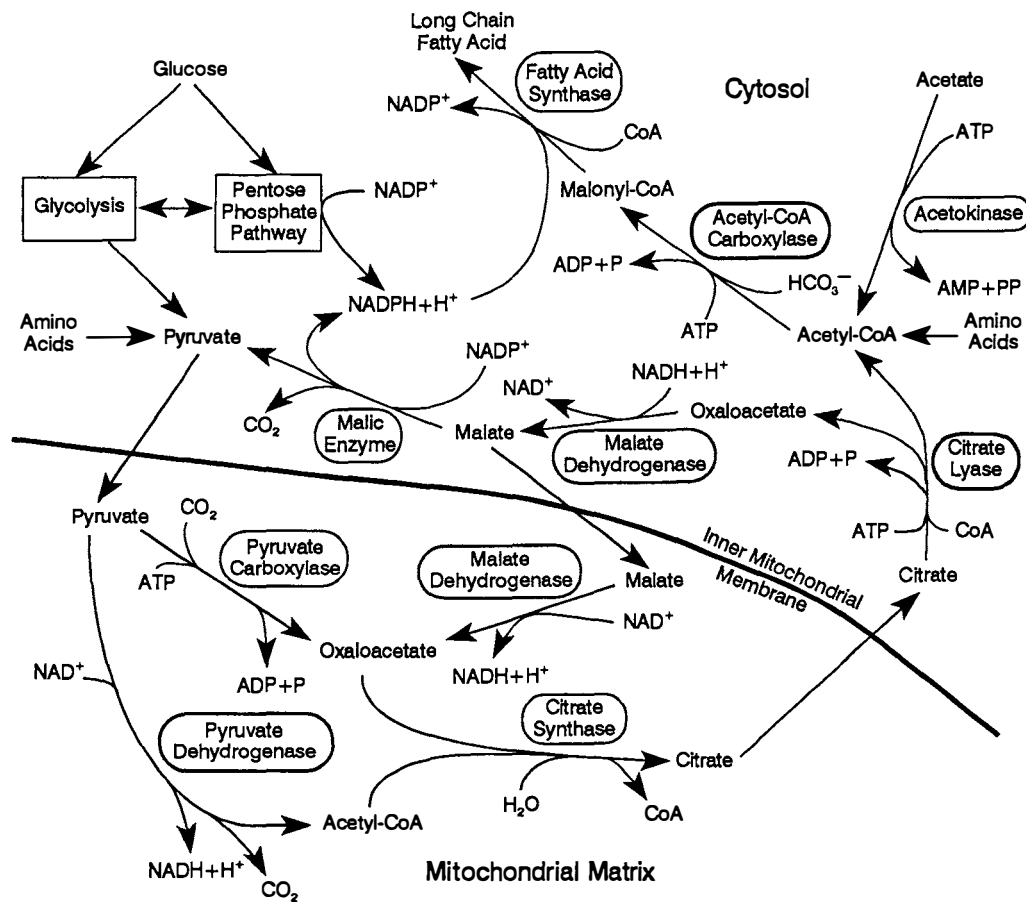 Long Chain
Fatty Acid
Glucose
Fatty Acid
Synthase
Cytosol
Acetate
NADP⁺
CoA
ATP
Glycolysis
Pentose
Phosphate
Pathway
NADP⁺
Malonyl-CoA
Acetyl-CoA
Carboxylase
Acetokinase
ADP+P
HCO₃⁻
AMP+PP
NADPH+H⁺
ATP
Amino
Acids
Pyruvate
Acetyl-CoA
Amino
Acids
NADP⁺
NADH+H⁺
NAD⁺
Oxaloacetate
CO₂
Malic
Enzyme
Malate
Malate
Dehydrogenase
ADP+P
Citrate
Lyase
Pyruvate
CO₂
ATP
CoA
Inner Mitochondrial
Membrane
Pyruvate
Carboxylase
ATP
Malate
Dehydrogenase
Malate
Citrate
NAD⁺
Oxaloacetate
NAD⁺
ADP+P
NADH+H⁺
Pyruvate
Dehydrogenase
Citrate
Synthase
Citrate
H₂O
CoA
Acetyl-CoA
NADH+H⁺
CO₂
Mitochondrial Matrix